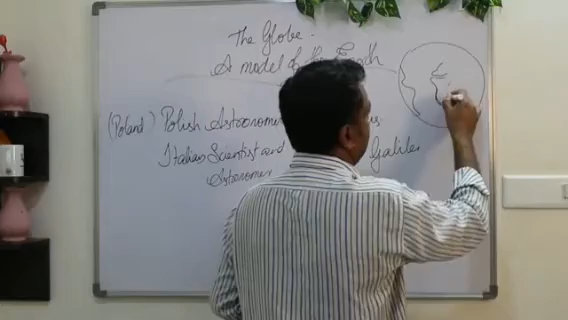 The Globe -
A model of the Earth
(Poland) Polish Astronomer
Italian Scientist and Galileo
Astronomer